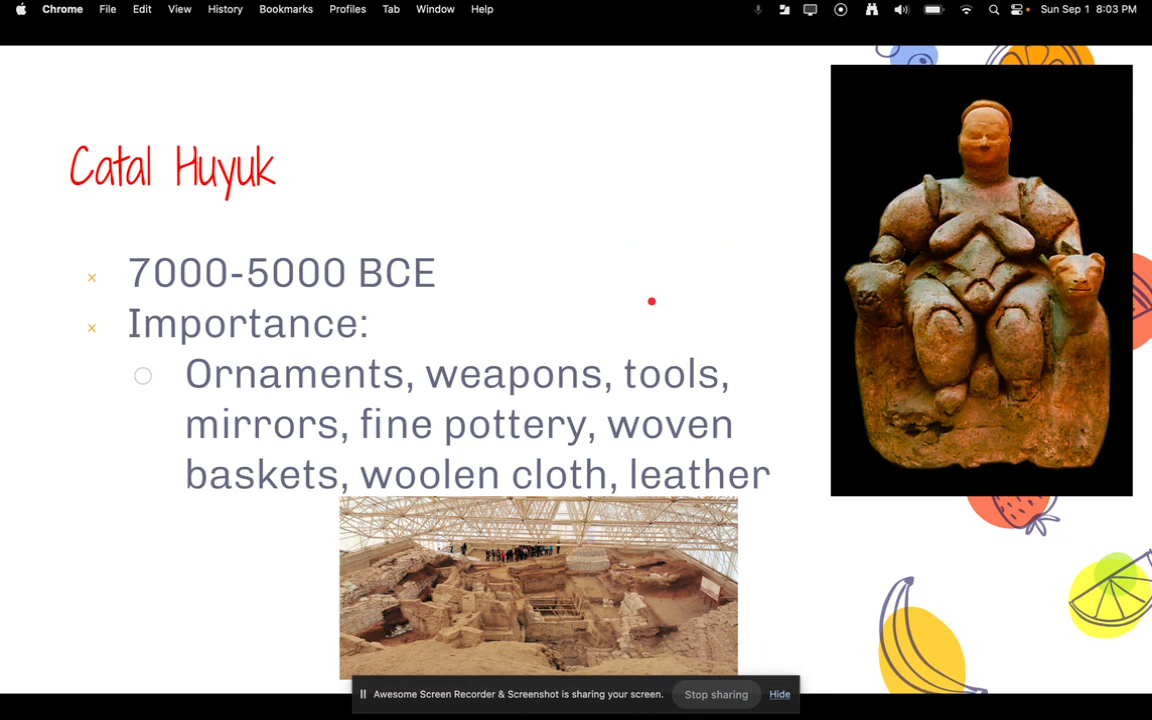 Chrome File Edit View History Bookmarks Profiles Tab Window Help Sun Sep 1 8:03 PM
Catal Huyuk
7000-5000 BCE
Importance:
Ornaments, weapons, tools,
mirrors, fine pottery, woven
baskets, woolen cloth, leather
Awesome Screen Recorder & Screenshot is sharing your screen. Stop sharing Hide